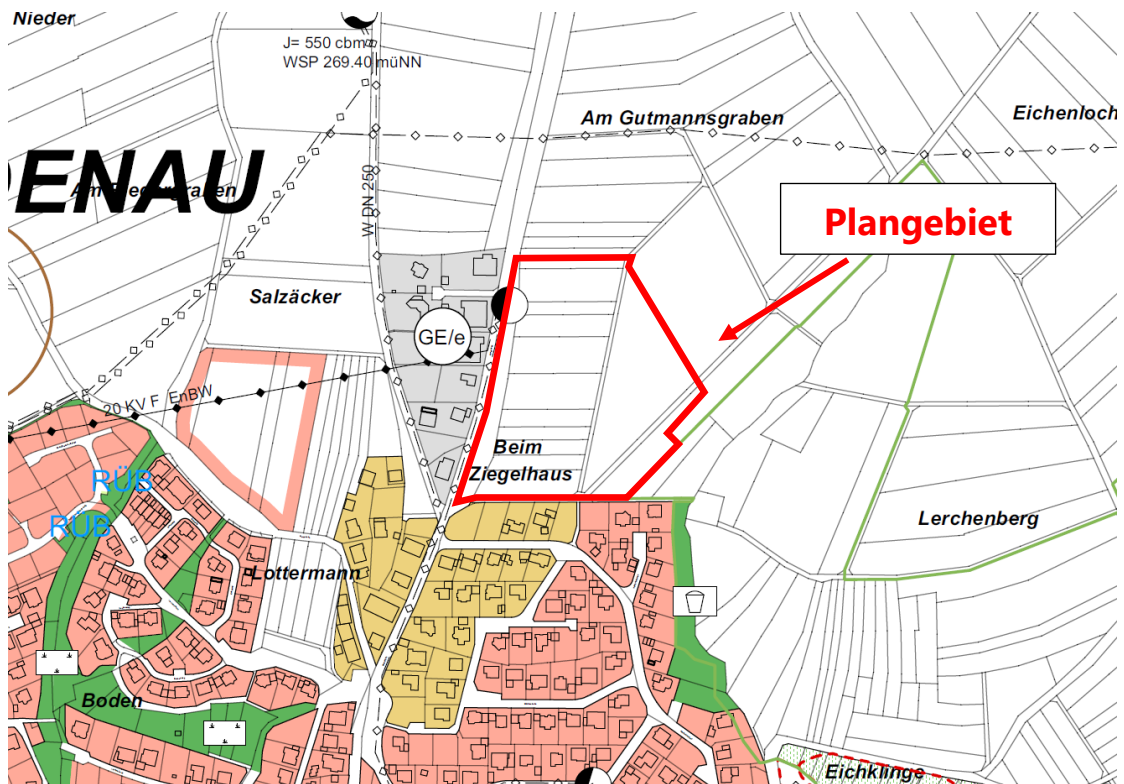 Nieder
J= 550 cbm
WSP 269.40 müNN
Am Gutmannsgraben
Eichenloch
ENAU
W DN 250
Plangebiet
Salzäcker
GE/e
20 KV F EnBW
Beim
Ziegelhaus
RÜB
RÜB
Lerchenberg
Lottermann
Boden
Eichklinge